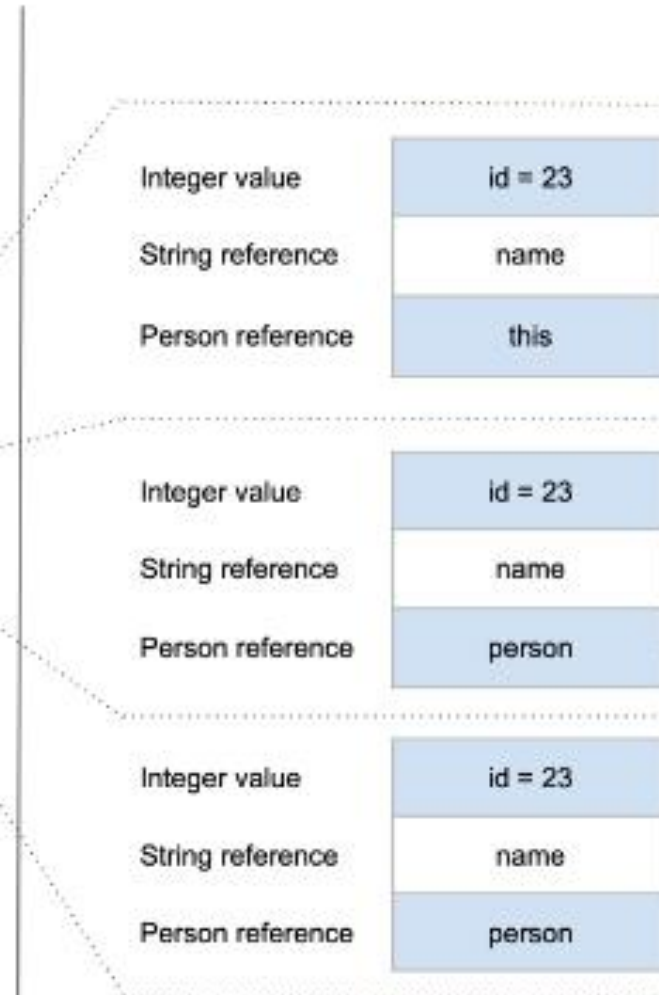 Integer value id = 23
String reference name
Person reference this
Integer value id = 23
String reference name
Person reference person
Integer value id = 23
String reference name
Person reference person